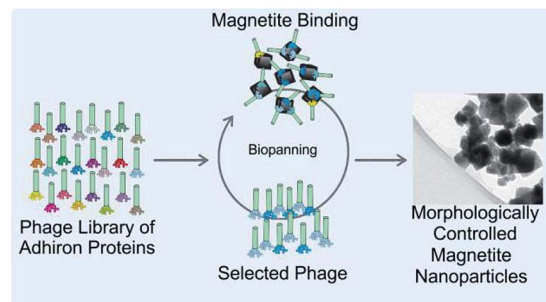 Magnetite Binding
Biopanning
Phage Library of
Adhiron Proteins
Selected Phage
Morphologically
Controlled
Magnetite
Nanoparticles